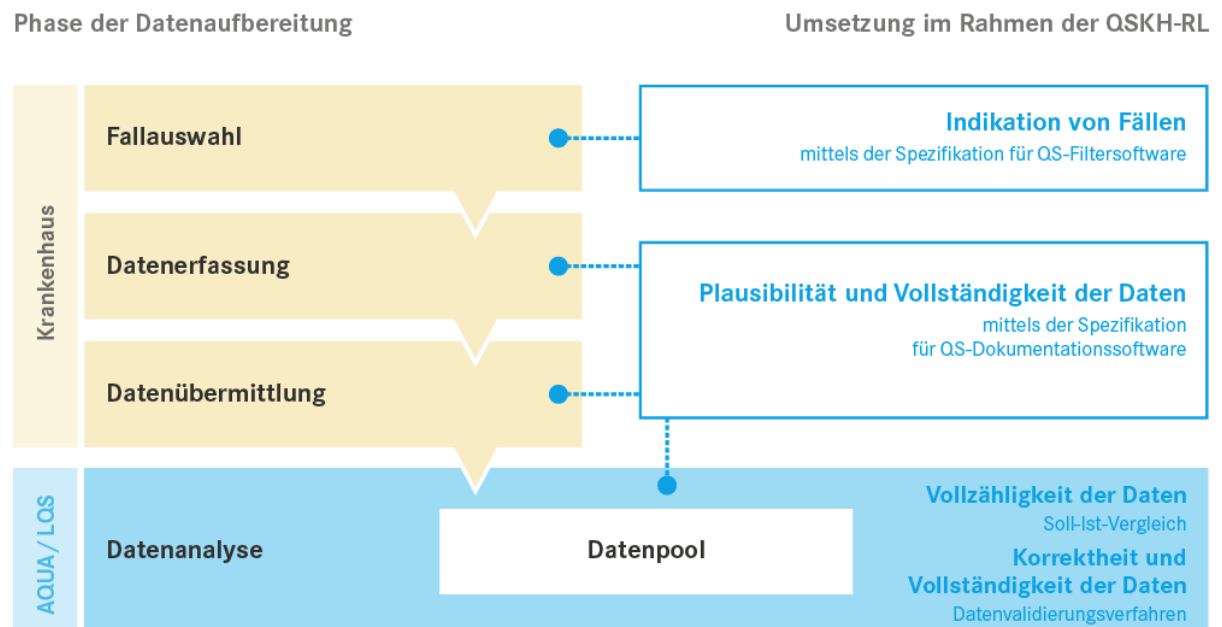 Phase der Datenaufbereitung
Umsetzung im Rahmen der QSKH-RL
Krankenhaus
Fallauswahl
Indikation von Fällen
mittels der Spezifikation für QS-Filtersoftware
Datenerfassung
Plausibilität und Vollständigkeit der Daten
mittels der Spezifikation
für QS-Dokumentationssoftware
Datenübermittlung
AQUA / LQS
Datenanalyse
Datenpool
Vollzähligkeit der Daten
Soll-Ist-Vergleich
Korrektheit und
Vollständigkeit der Daten
Datenvalidierungsverfahren